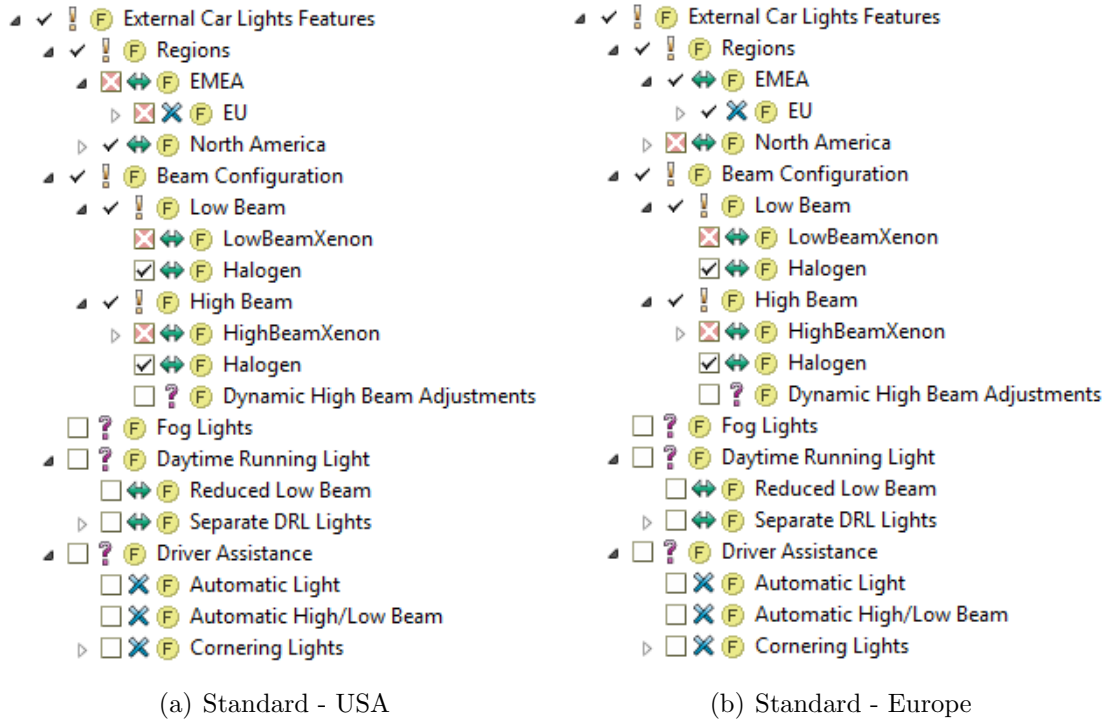 External Car Lights Features
Regions
EMEA
EU
North America
Beam Configuration
Low Beam
LowBeamXenon
Halogen
High Beam
HighBeamXenon
Halogen
Dynamic High Beam Adjustments
Fog Lights
Daytime Running Light
Reduced Low Beam
Separate DRL Lights
Driver Assistance
Automatic Light
Automatic High/Low Beam
Cornering Lights
(a) Standard - USA
External Car Lights Features
Regions
EMEA
EU
North America
Beam Configuration
Low Beam
LowBeamXenon
Halogen
High Beam
HighBeamXenon
Halogen
Dynamic High Beam Adjustments
Fog Lights
Daytime Running Light
Reduced Low Beam
Separate DRL Lights
Driver Assistance
Automatic Light
Automatic High/Low Beam
Cornering Lights
(b) Standard - Europe